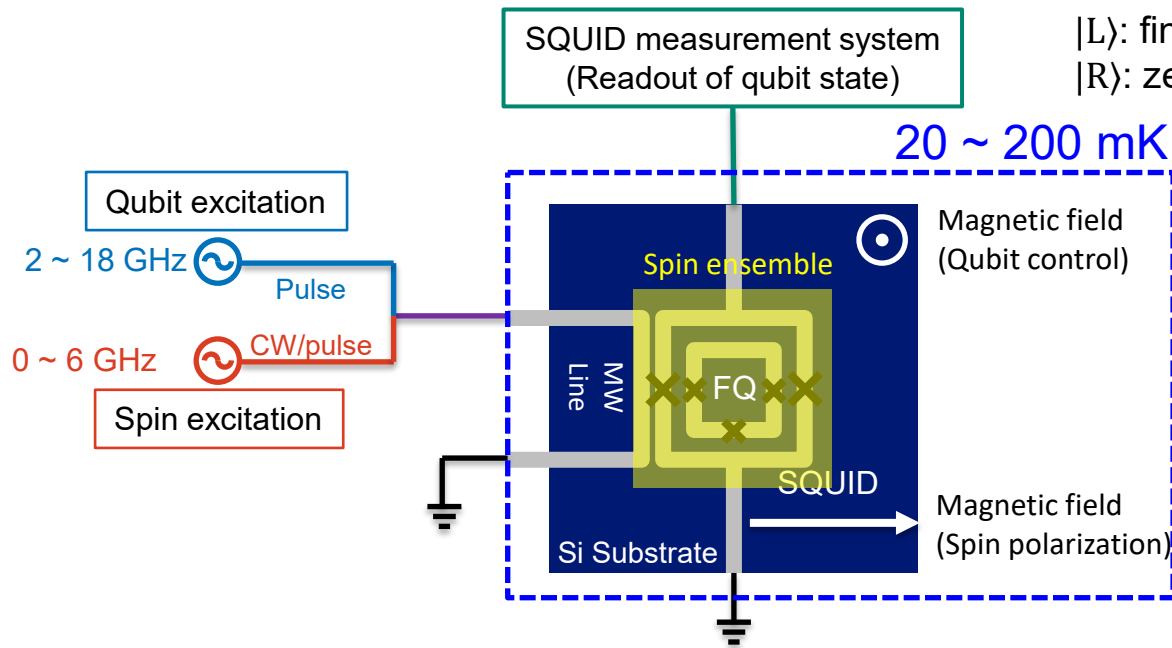 SQUID measurement system
(Readout of qubit state)
|L⟩: fin
|R⟩: ze
20 ~ 200 mK
Qubit excitation
2 ~ 18 GHz
Pulse
0 ~ 6 GHz
CW/pulse
Spin excitation
Magnetic field
(Qubit control)
Spin ensemble
MW
Line
FQ
SQUID
Magnetic field
(Spin polarization)
Si Substrate